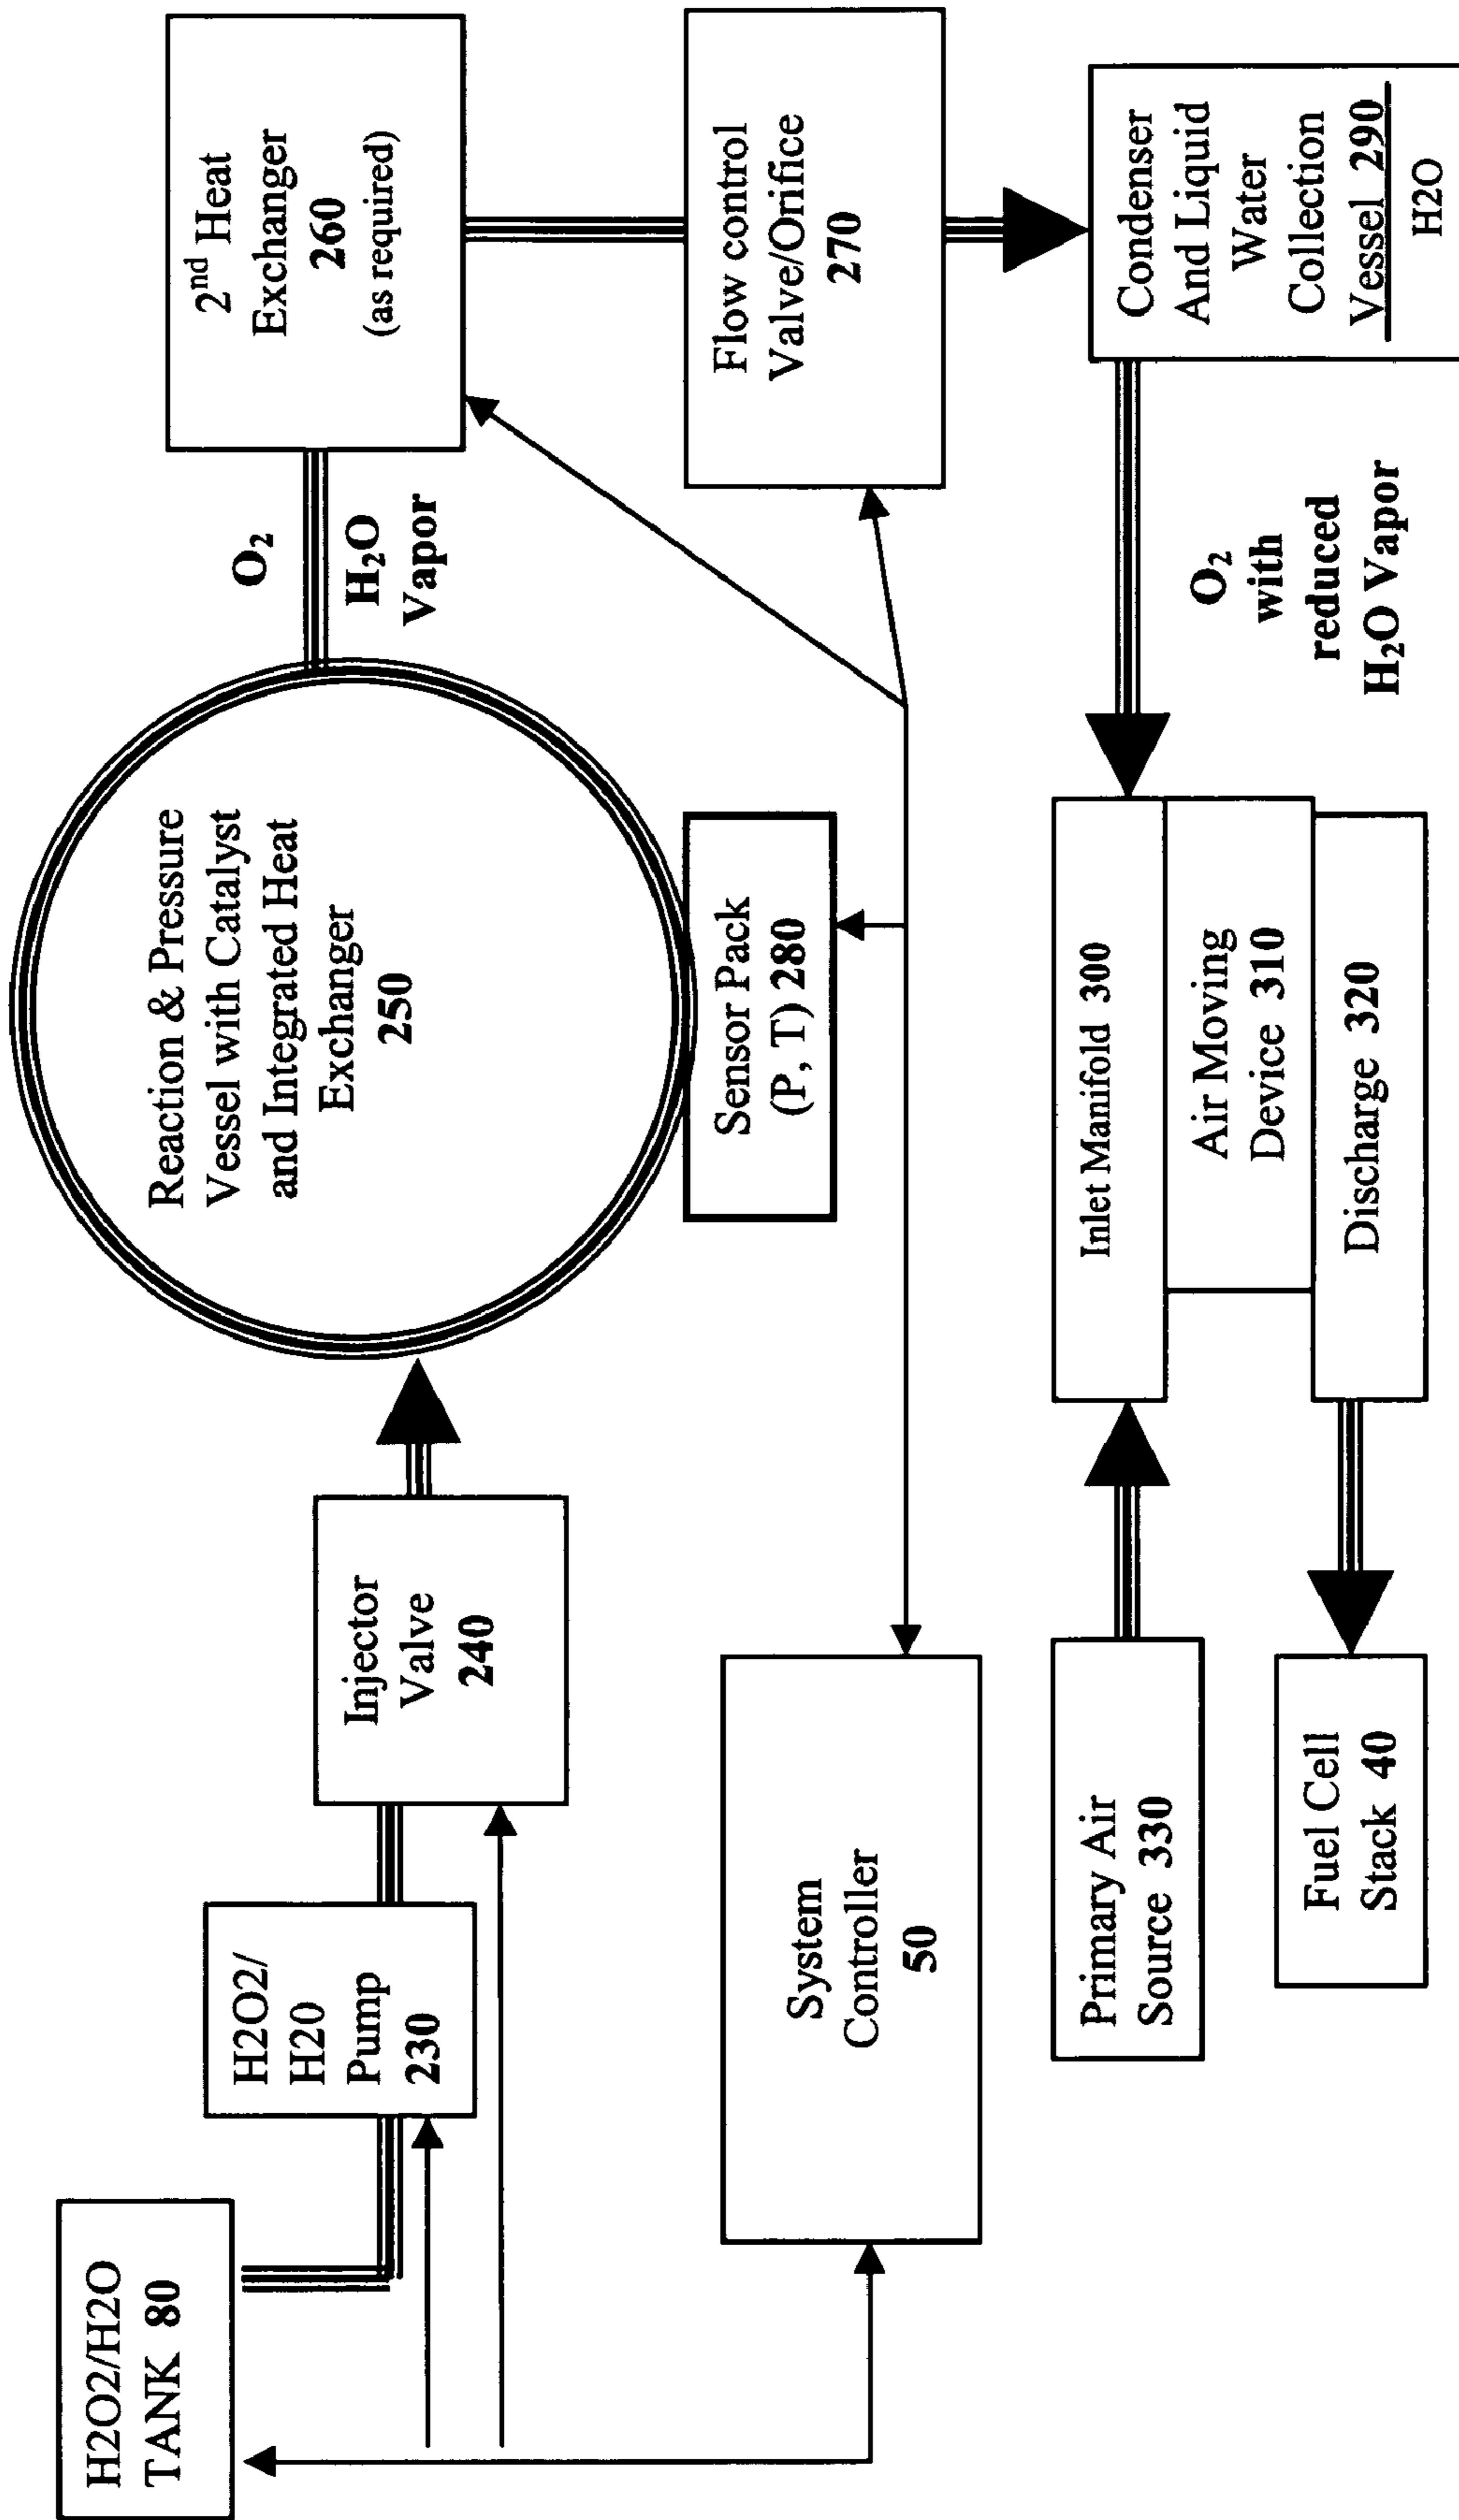 H2O2/H2O
TANK 80
H2O2/
H20
Pump
230
Injector
Valve
240
Reaction & Pressure
Vessel with Catalyst
and Integrated Heat
Exchanger
250
O₂
H₂O
Vapor
2nd Heat
Exchanger
260
(as required)
System
Controller
50
Sensor Pack
(P, T) 280
Flow control
Valve/Orifice
270
Primary Air
Source 330
Inlet Manifold 300
Air Moving
Device 310
Discharge 320
Fuel Cell
Stack 40
O₂
with
reduced
H₂O Vapor
Condenser
And Liquid
Water
Collection
Vessel 290
H2O